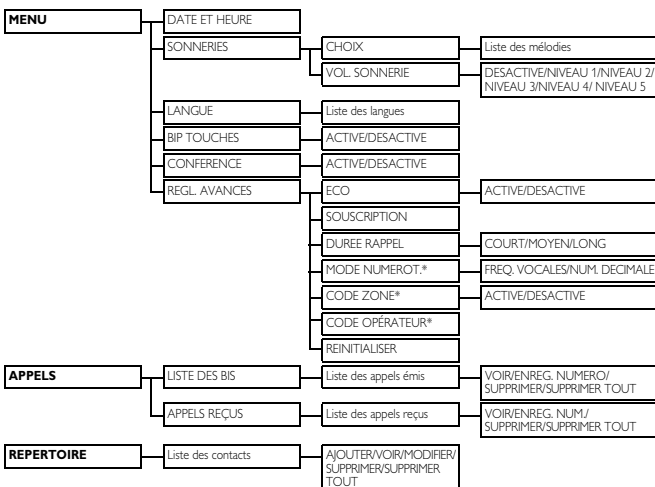 MENU
DATE ET HEURE
SONNERIES
CHOIX
Liste des mélodies
VOL. SONNERIE
DESACTIVE/NIVEAU 1/NIVEAU 2/
NIVEAU 3/NIVEAU 4/ NIVEAU 5
LANGUE
Liste des langues
BIP TOUCHES
ACTIVE/DESACTIVE
CONFERENCE
ACTIVE/DESACTIVE
REGL. AVANCES
ECO
ACTIVE/DESACTIVE
SOUSCRIPTION
DUREE RAPPEL
COURT/MOYEN/LONG
MODE NUMEROT.*
FREQ. VOCALES/NUM. DECIMALE
CODE ZONE*
ACTIVE/DESACTIVE
CODE OPÉRATEUR*
REINITIALISER
APPELS
LISTE DES BIS
Liste des appels émis
VOIR/ENREG. NUMERO/
SUPPRIMER/SUPPRIMER TOUT
APPELS REÇUS
Liste des appels reçus
VOIR/ENREG. NUM./
SUPPRIMER/SUPPRIMER TOUT
REPERTOIRE
Liste des contacts
AJOUTER/VOIR/MODIFIER/
SUPPRIMER/SUPPRIMER
TOUT